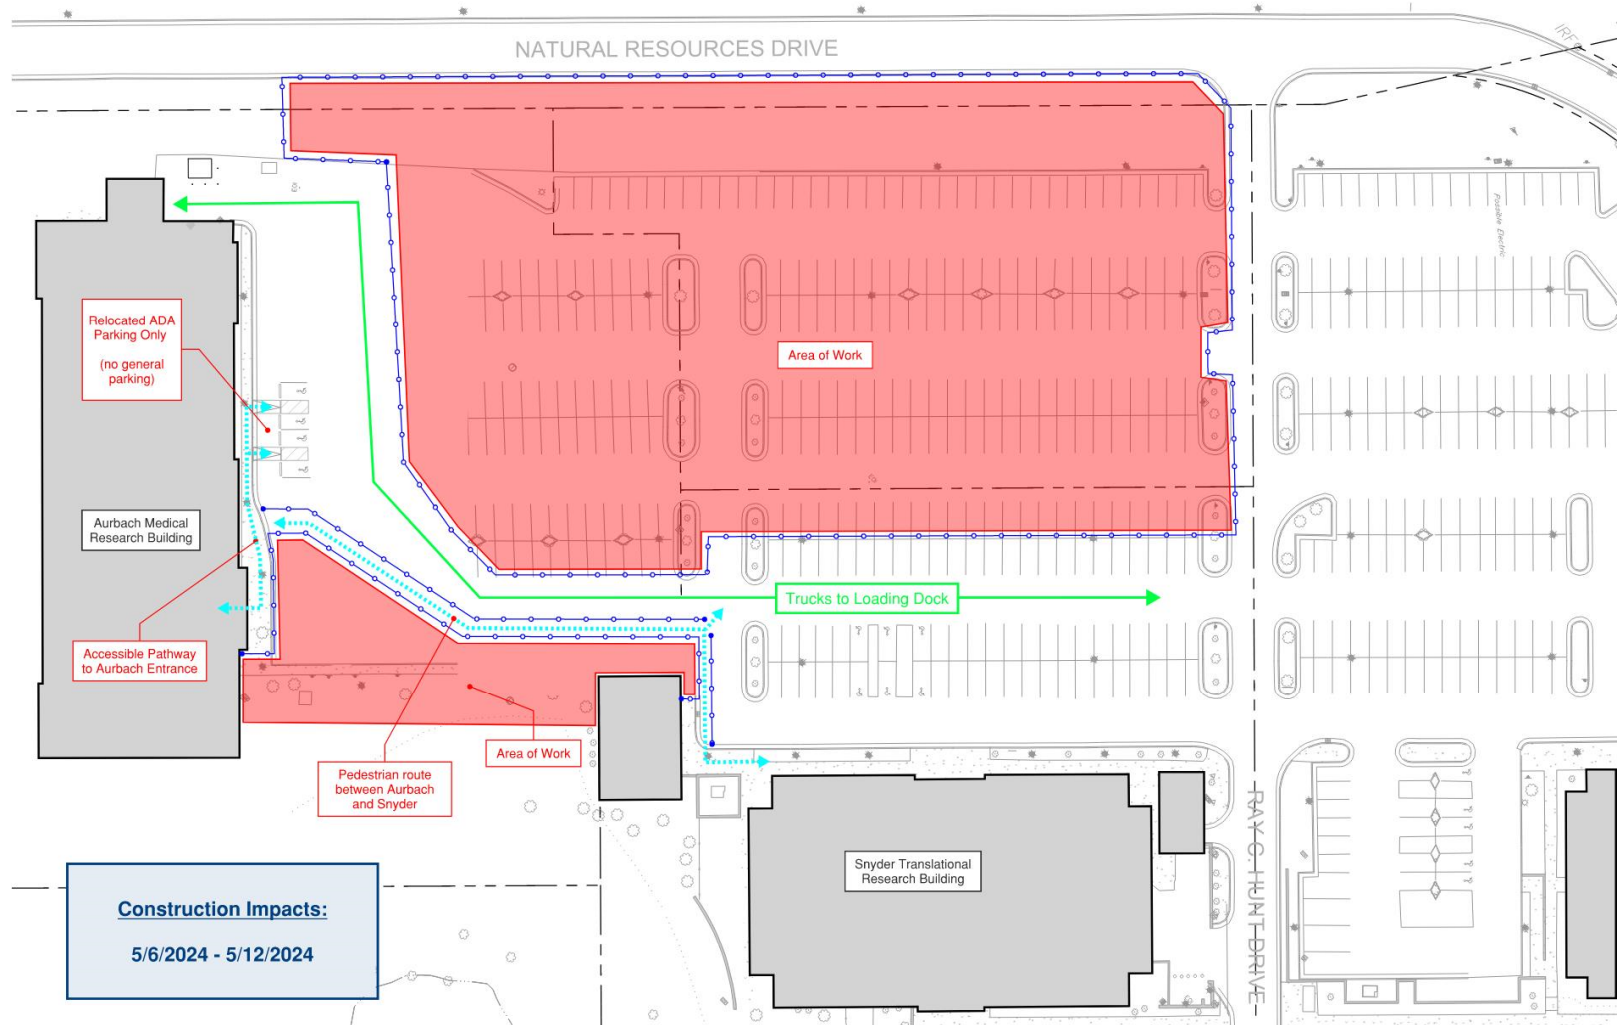 NATURAL RESOURCES DRIVE
Possible Electric
Relocated ADA
Parking Only
(no general
parking)
Area of Work
Aurbach Medical
Research Building
Trucks to Loading Dock
Accessible Pathway
to Aurbach Entrance
Area of Work
Pedestrian route
between Aurbach
and Snyder
Snyder Translational
Research Building
RAY C. HUNT DRIVE
Construction Impacts:
5/6/2024 - 5/12/2024